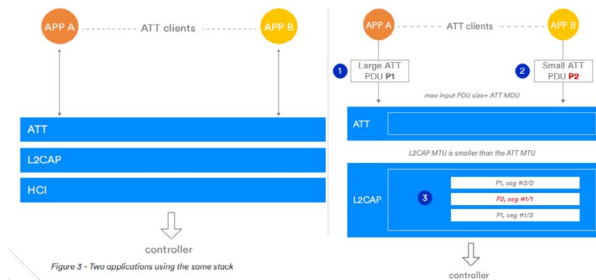 APP A
ATT clients
APP B
ATT
L2CAP
HCI
controller
Figure 3 - Two applications using the same stack
APP A
ATT clients
APP B
1
Large ATT
PDU P1
2
Small ATT
PDU P2
max input PDU size= ATT MDU
ATT
L2CAP MTU is smaller than the ATT MTU
L2CAP
3
P1, seg #2/2
P2, seg #1/1
P1, seg #1/2
controller